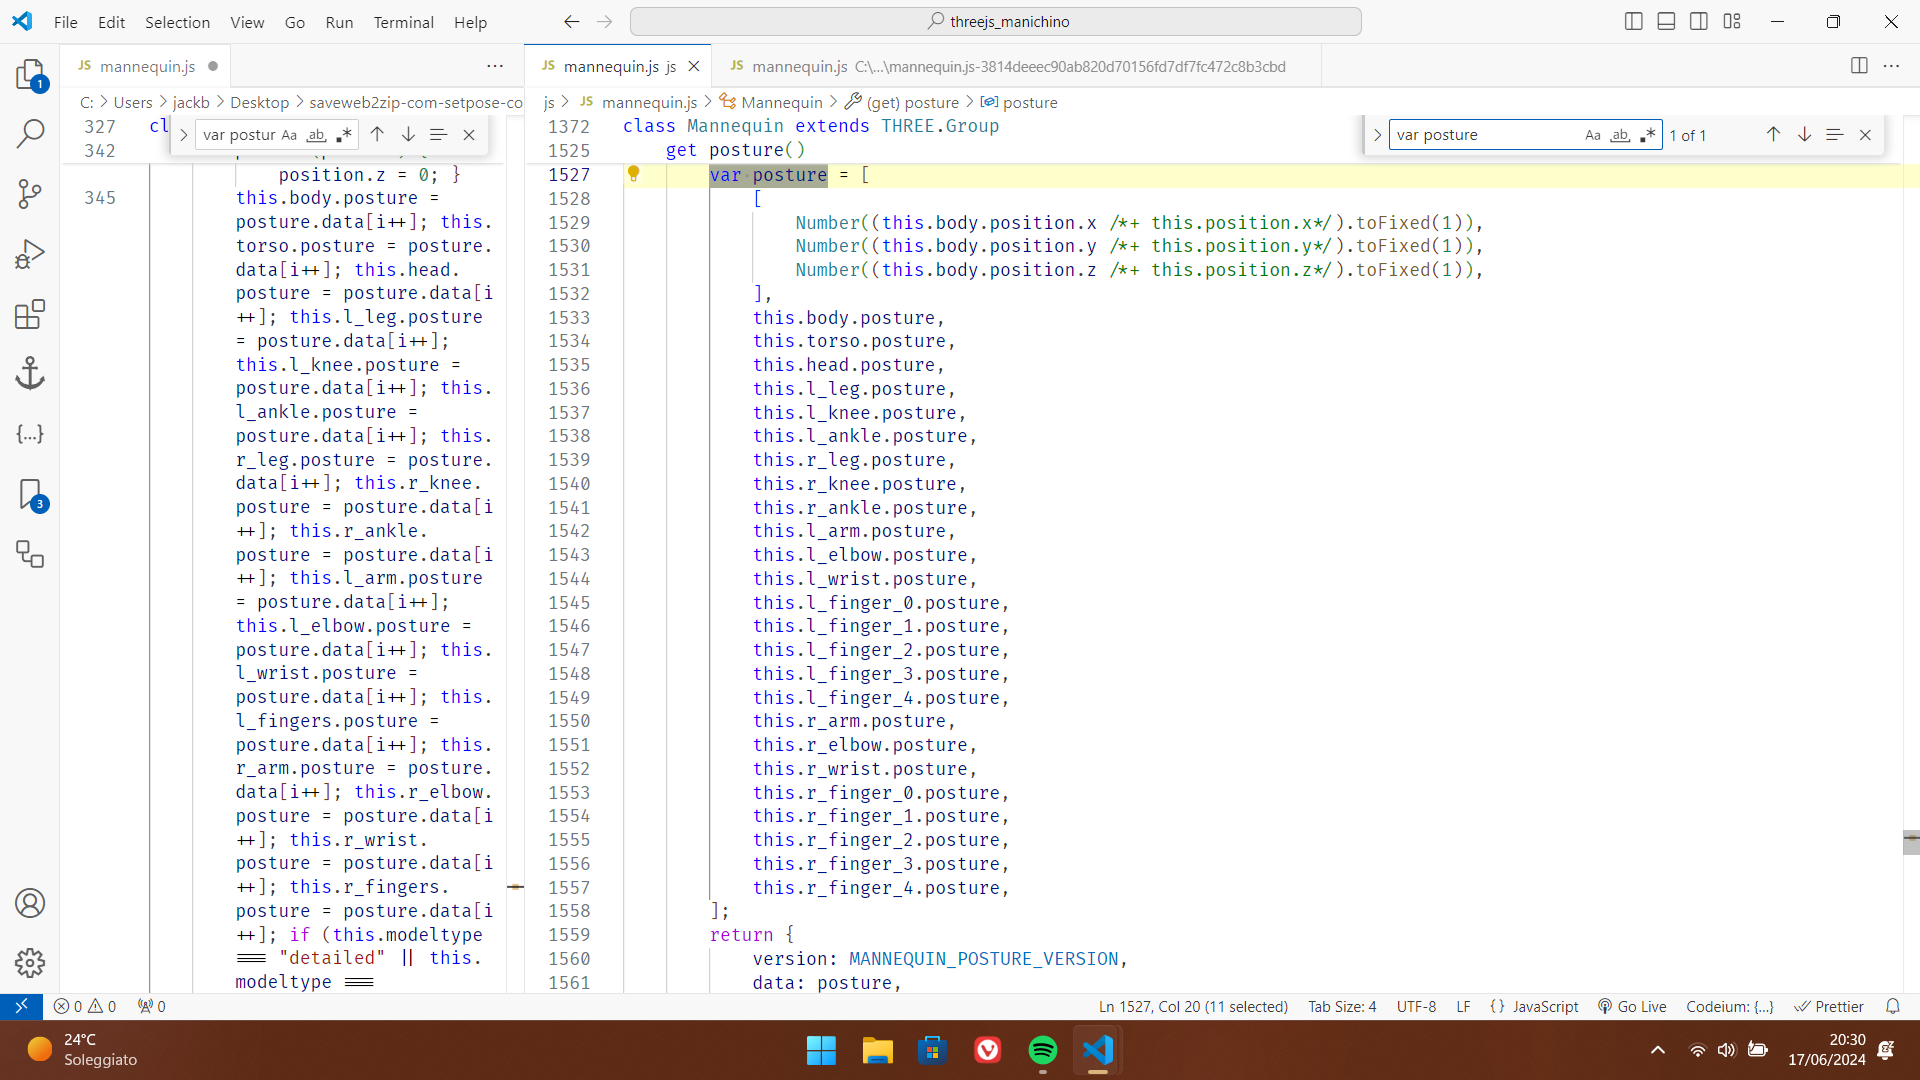 File Edit Selection View Go Run Terminal Help
threejs_manichino
JS mannequin.js
JS mannequin.js js
JS mannequin.js C:\...\mannequin.js-3814deeec90ab820d70156fd7df7fc472c8b3cbd
C: > Users > jackb > Desktop > saveweb2zip-com-setpose-co
js > JS mannequin.js > Mannequin > (get) posture > posture
var postur
Aa ab
327 cl
342
position.z = 0; }
345 this.body.posture =
posture.data[i++]; this.
torso.posture = posture.
data[i++]; this.head.
posture = posture.data[i
++]; this.l_leg.posture
= posture.data[i++];
this.l_knee.posture =
posture.data[i++]; this.
l_ankle.posture =
posture.data[i++]; this.
r_leg.posture = posture.
data[i++]; this.r_knee.
posture = posture.data[i
++]; this.r_ankle.
posture = posture.data[i
++]; this.l_arm.posture
= posture.data[i++];
this.l_elbow.posture =
posture.data[i++]; this.
l_wrist.posture =
posture.data[i++]; this.
l_fingers.posture =
posture.data[i++]; this.
r_arm.posture = posture.
data[i++]; this.r_elbow.
posture = posture.data[i
++]; this.r_wrist.
posture = posture.data[i
++]; this.r_fingers.
posture = posture.data[i
++]; if (this.modeltype
=== "detailed" || this.
modeltype ===
var posture
Aa ab
1 of 1
1372 class Mannequin extends THREE.Group
1525 get posture()
1527 var posture = [
1528 [
1529 Number((this.body.position.x /*+ this.position.x*/).toFixed(1)),
1530 Number((this.body.position.y /*+ this.position.y*/).toFixed(1)),
1531 Number((this.body.position.z /*+ this.position.z*/).toFixed(1)),
1532 ],
1533 this.body.posture,
1534 this.torso.posture,
1535 this.head.posture,
1536 this.l_leg.posture,
1537 this.l_knee.posture,
1538 this.l_ankle.posture,
1539 this.r_leg.posture,
1540 this.r_knee.posture,
1541 this.r_ankle.posture,
1542 this.l_arm.posture,
1543 this.l_elbow.posture,
1544 this.l_wrist.posture,
1545 this.l_finger_0.posture,
1546 this.l_finger_1.posture,
1547 this.l_finger_2.posture,
1548 this.l_finger_3.posture,
1549 this.l_finger_4.posture,
1550 this.r_arm.posture,
1551 this.r_elbow.posture,
1552 this.r_wrist.posture,
1553 this.r_finger_0.posture,
1554 this.r_finger_1.posture,
1555 this.r_finger_2.posture,
1556 this.r_finger_3.posture,
1557 this.r_finger_4.posture,
1558 ];
1559 return {
1560 version: MANNEQUIN_POSTURE_VERSION,
1561 data: posture,
1
3
0 0 0
Ln 1527, Col 20 (11 selected) Tab Size: 4 UTF-8 LF {} JavaScript Go Live Codeium: {...} Prettier
24°C
Soleggiato
20:30
17/06/2024